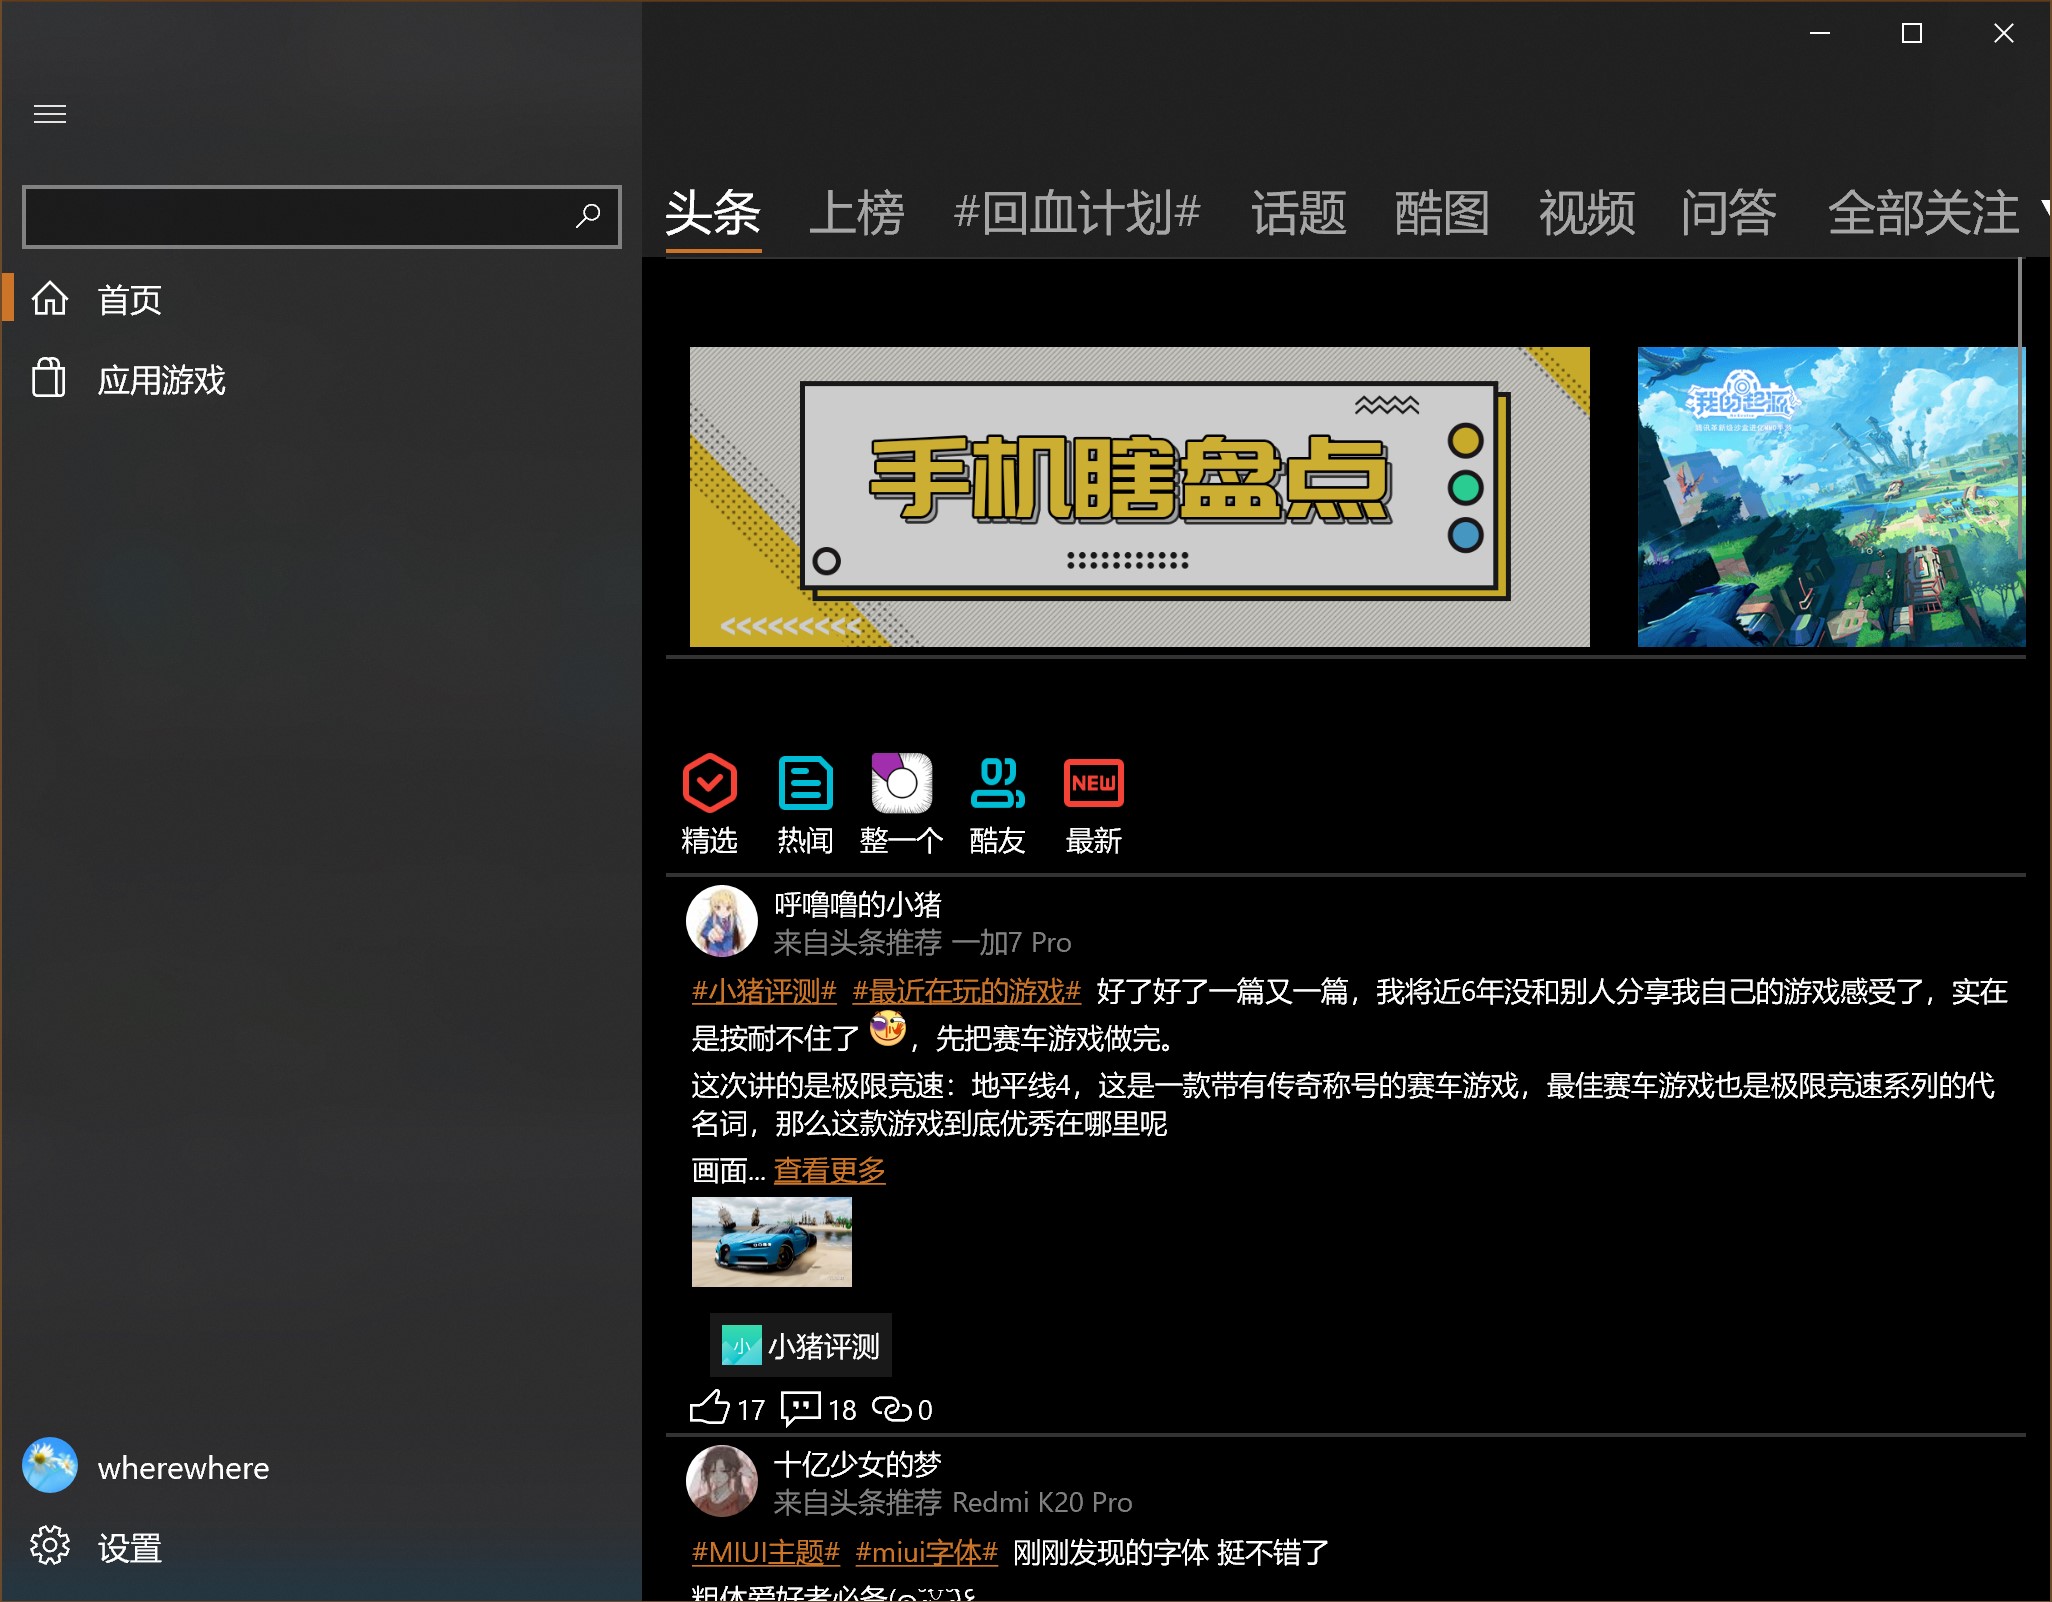 头条 上榜 #回血计划# 话题 酷图 视频 问答 全部关注
首页
应用游戏
手机瞎盘点
我的起源
NEW
精选 热闻 整一个 酷友 最新
呼噜噜的小猪
来自头条推荐 一加7 Pro
#小猪评测# #最近在玩的游戏# 好了好了一篇又一篇，我将近6年没和别人分享我自己的游戏感受了，实在
是按耐不住了 ，先把赛车游戏做完。
这次讲的是极限竞速：地平线4，这是一款带有传奇称号的赛车游戏，最佳赛车游戏也是极限竞速系列的代
名词，那么这款游戏到底优秀在哪里呢
画面... 查看更多
小 小猪评测
17 18 0
十亿少女的梦
来自头条推荐 Redmi K20 Pro
#MIUI主题# #miui字体# 刚刚发现的字体 挺不错了
粗体爱好者必备
wherewhere
设置